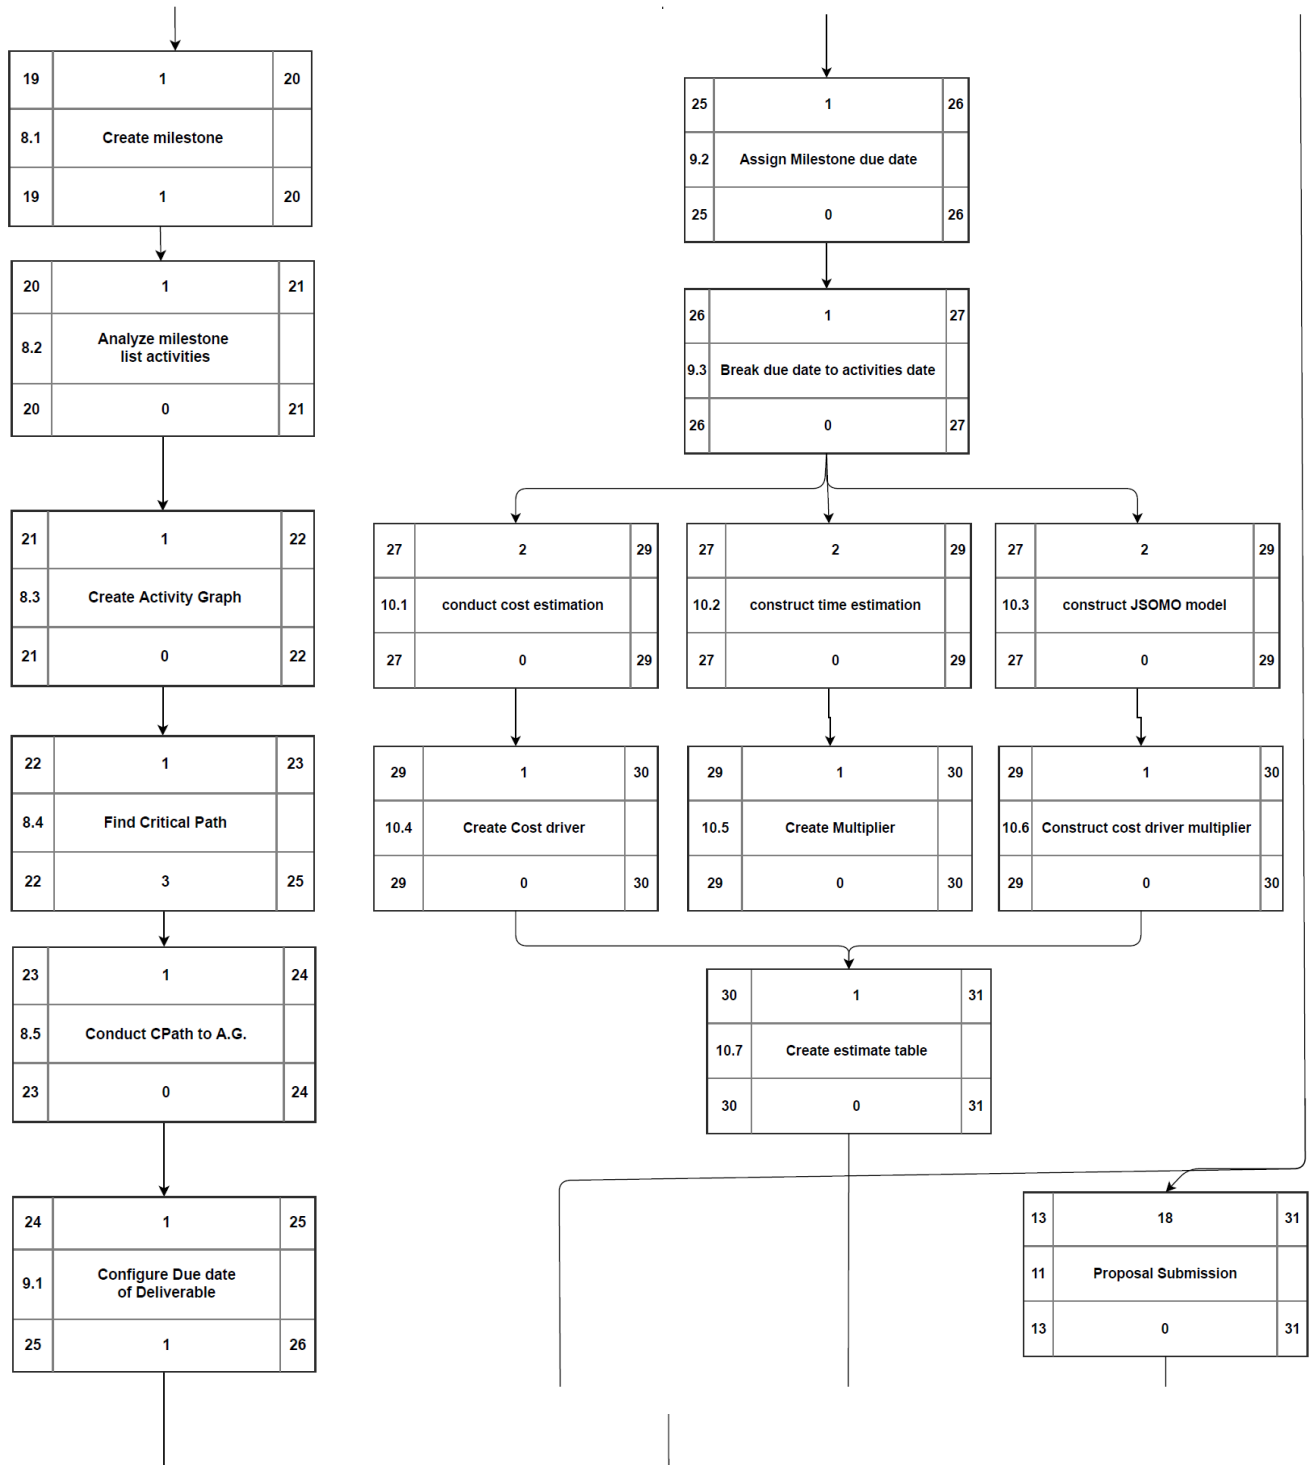 19 1 20
8.1 Create milestone
19 1 20
20 1 21
8.2 Analyze milestone
list activities
20 0 21
21 1 22
8.3 Create Activity Graph
21 0 22
22 1 23
8.4 Find Critical Path
22 3 25
23 1 24
8.5 Conduct CPath to A.G.
23 0 24
24 1 25
9.1 Configure Due date
of Deliverable
25 1 26
25 1 26
9.2 Assign Milestone due date
25 0 26
26 1 27
9.3 Break due date to activities date
26 0 27
27 2 29
10.1 conduct cost estimation
27 0 29
27 2 29
10.2 construct time estimation
27 0 29
27 2 29
10.3 construct JSOMO model
27 0 29
29 1 30
10.4 Create Cost driver
29 0 30
29 1 30
10.5 Create Multiplier
29 0 30
29 1 30
10.6 Construct cost driver multiplier
29 0 30
30 1 31
10.7 Create estimate table
30 0 31
13 18 31
11 Proposal Submission
13 0 31